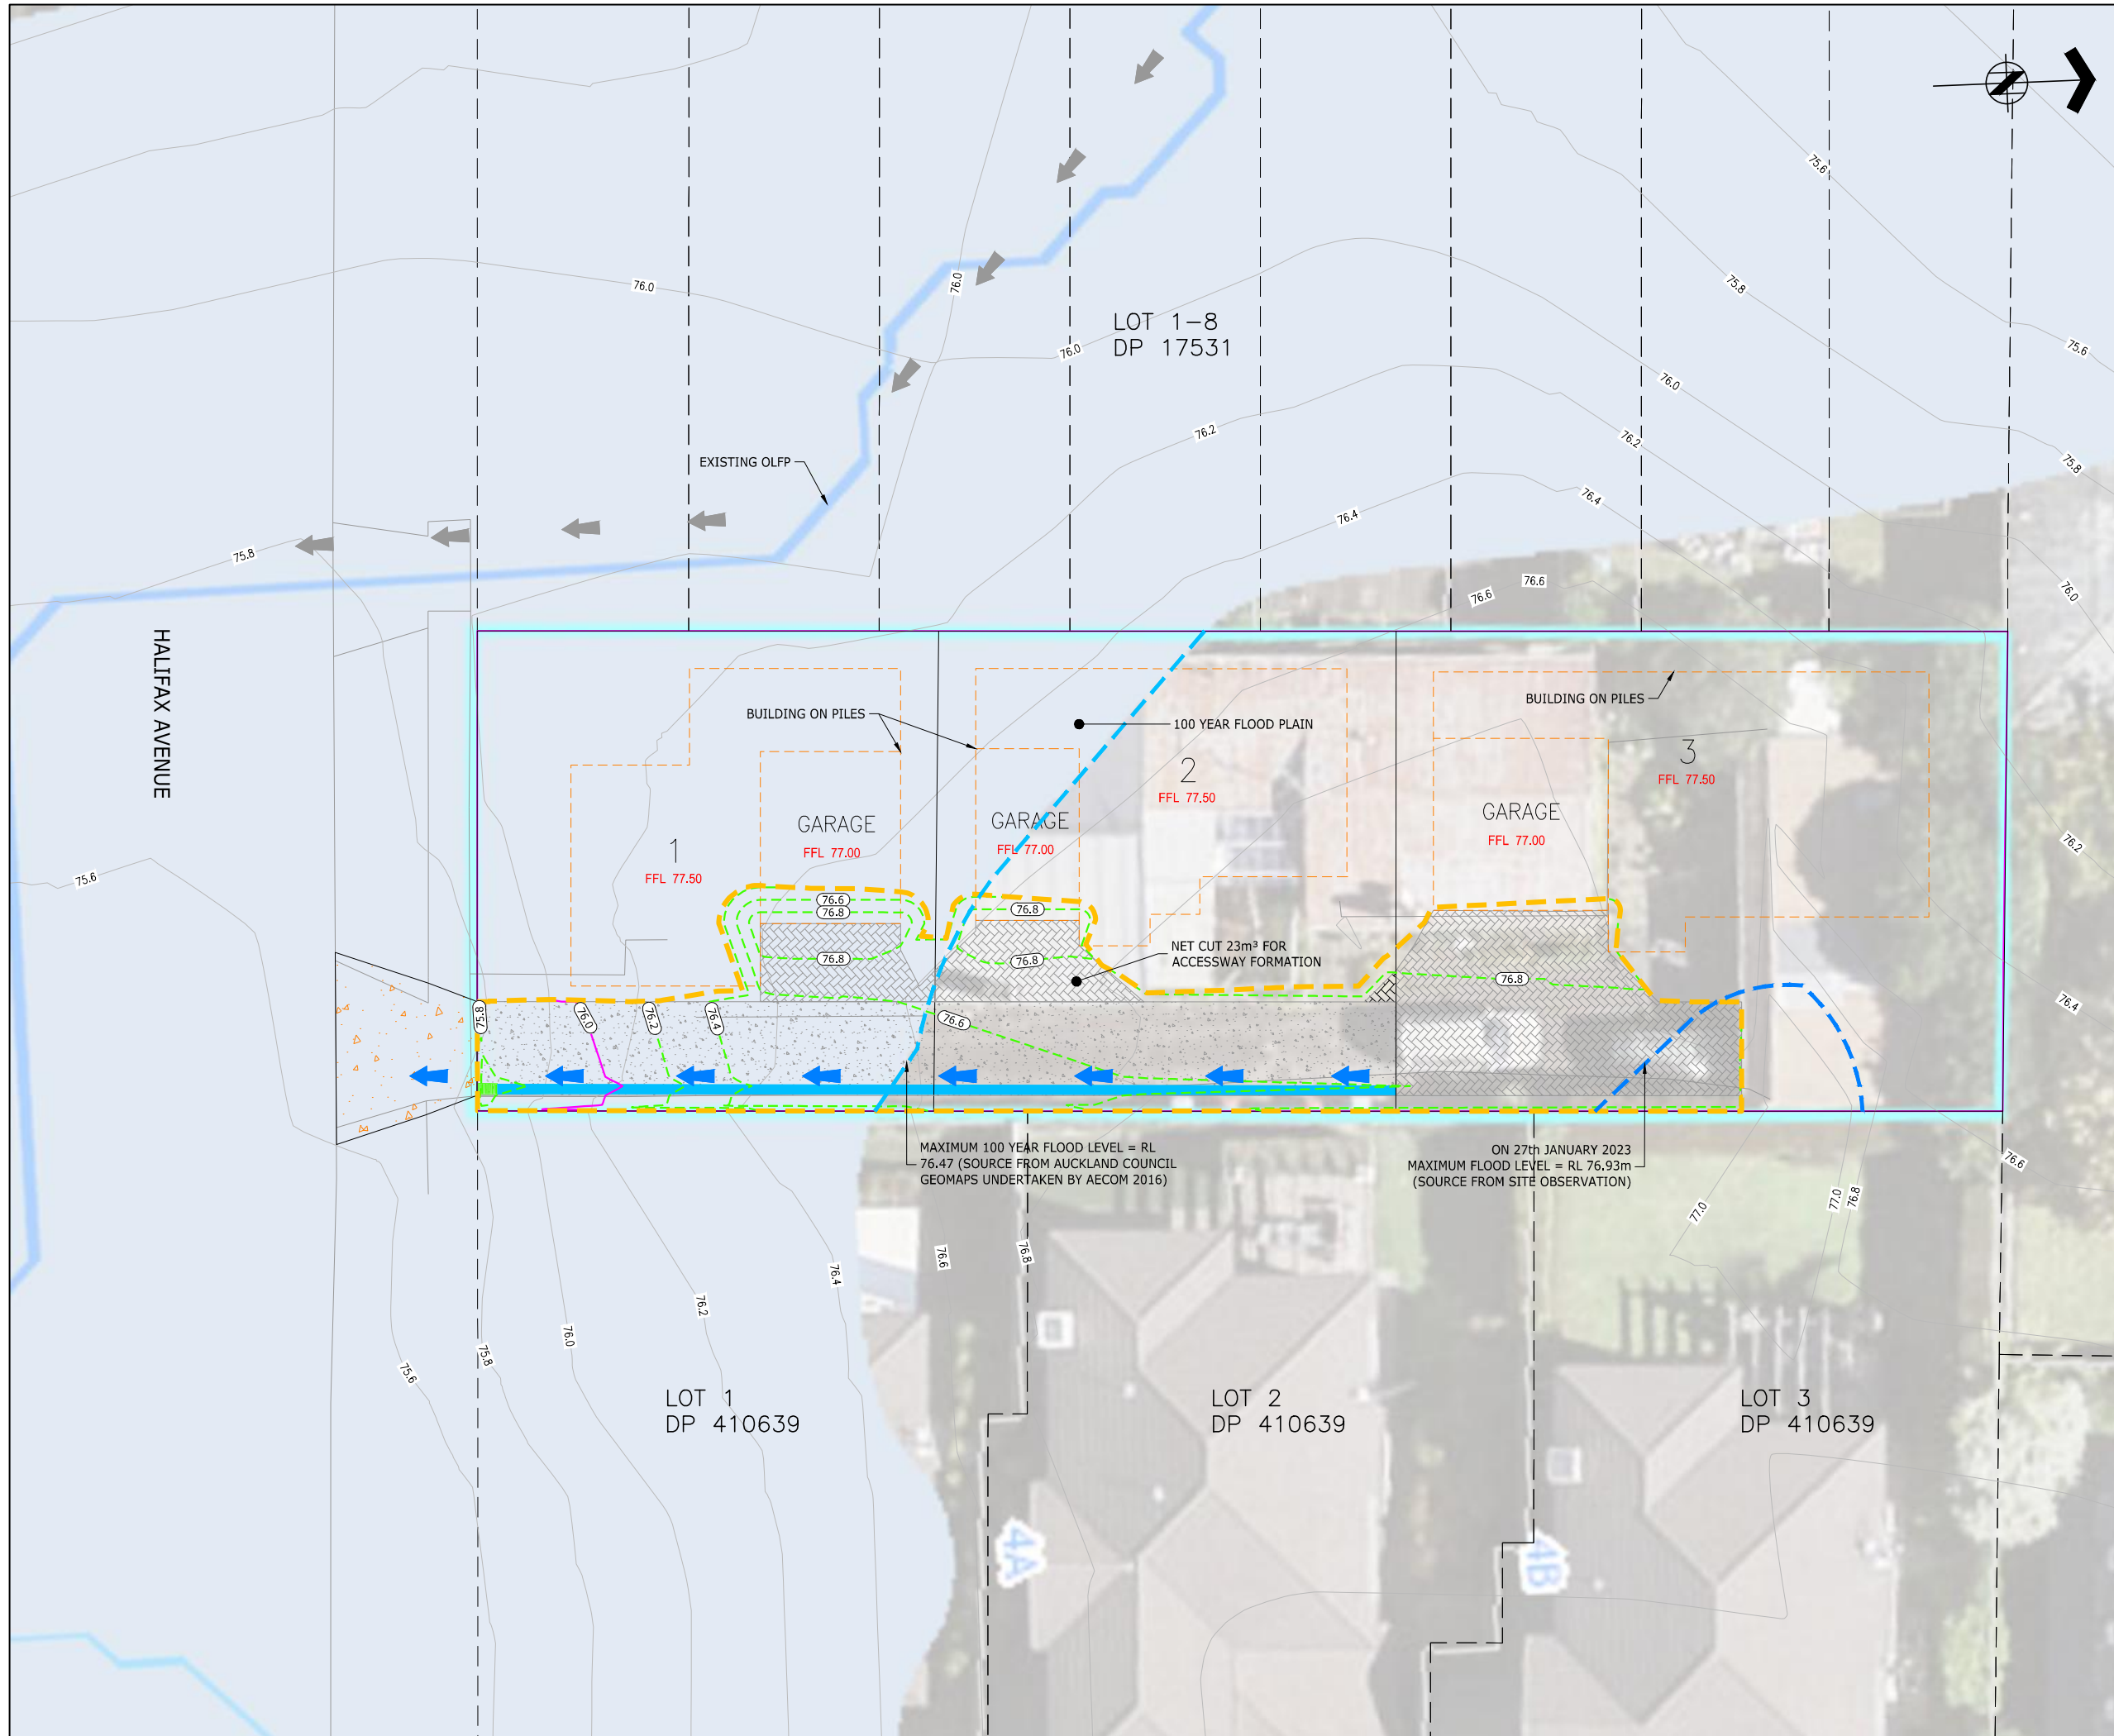 75.6
75.6
75.8
76.0
76.0
76.0
76.0
LOT 1-8
DP 17531
76.2
76.2
75.8
76.4
76.4
EXISTING OLFP
75.8
76.6
76.6
76.0
HALIFAX AVENUE
BUILDING ON PILES
100 YEAR FLOOD PLAIN
BUILDING ON PILES
1
FFL 77.50
GARAGE
FFL 77.00
GARAGE
FFL 77.00
2
FFL 77.50
GARAGE
FFL 77.00
3
FFL 77.50
76.2
75.6
76.6
76.8
76.8
76.8
76.8
NET CUT 23m³ FOR
ACCESSWAY FORMATION
76.8
76.4
75.8
76.0
76.2
76.4
76.6
MAXIMUM 100 YEAR FLOOD LEVEL = RL
76.47 (SOURCE FROM AUCKLAND COUNCIL
GEOMAPS UNDERTAKEN BY AECOM 2016)
ON 27th JANUARY 2023
MAXIMUM FLOOD LEVEL = RL 76.93m
(SOURCE FROM SITE OBSERVATION)
76.6
77.0
77.0
76.8
76.6
76.8
76.4
76.2
76.0
75.8
75.6
LOT 1
DP 410639
LOT 2
DP 410639
LOT 3
DP 410639
4A
4B